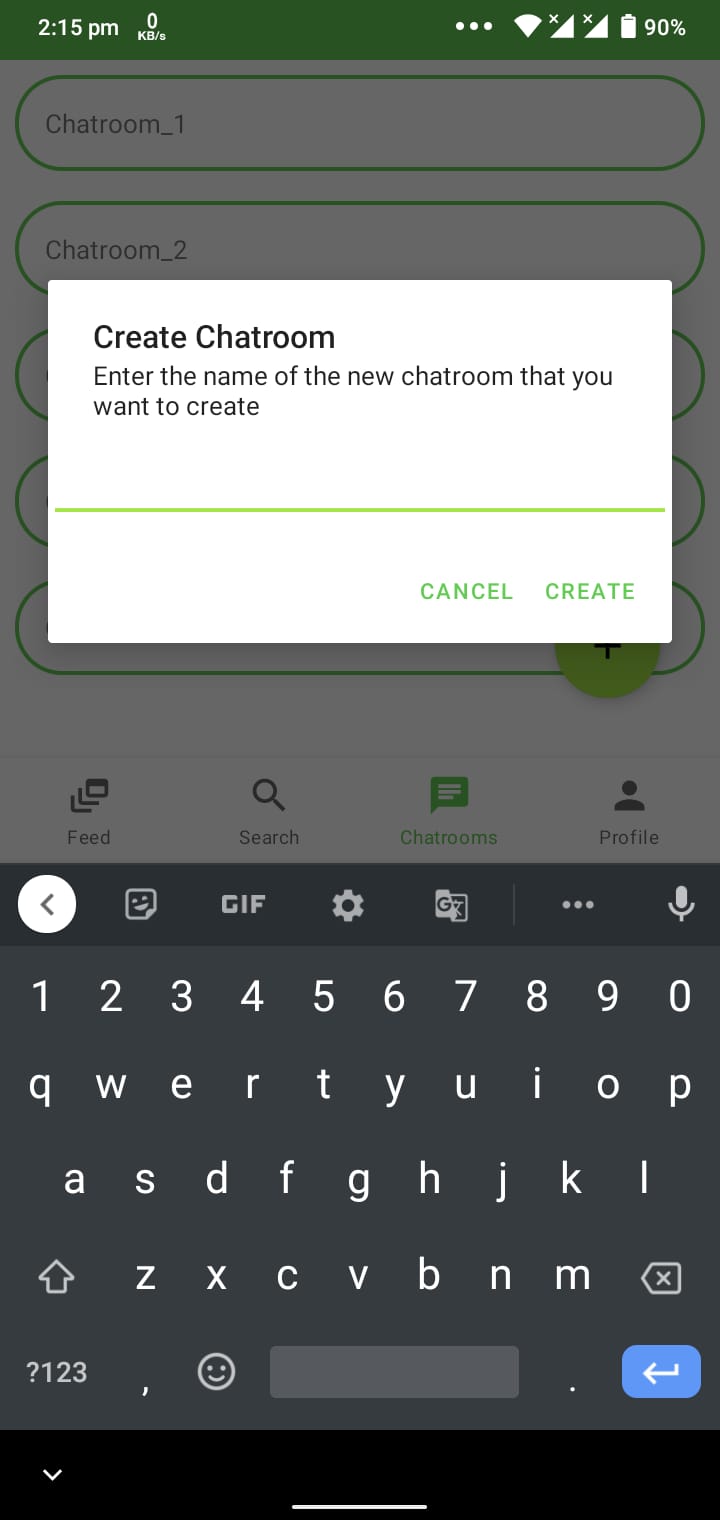 2:15 pm 0 KB/s 90%
Chatroom_1
Chatroom_2
Create Chatroom
Enter the name of the new chatroom that you
want to create
CANCEL CREATE
Feed Search Chatrooms Profile
GIF
1 2 3 4 5 6 7 8 9 0
q w e r t y u i o p
a s d f g h j k l
z x c v b n m
?123 , .